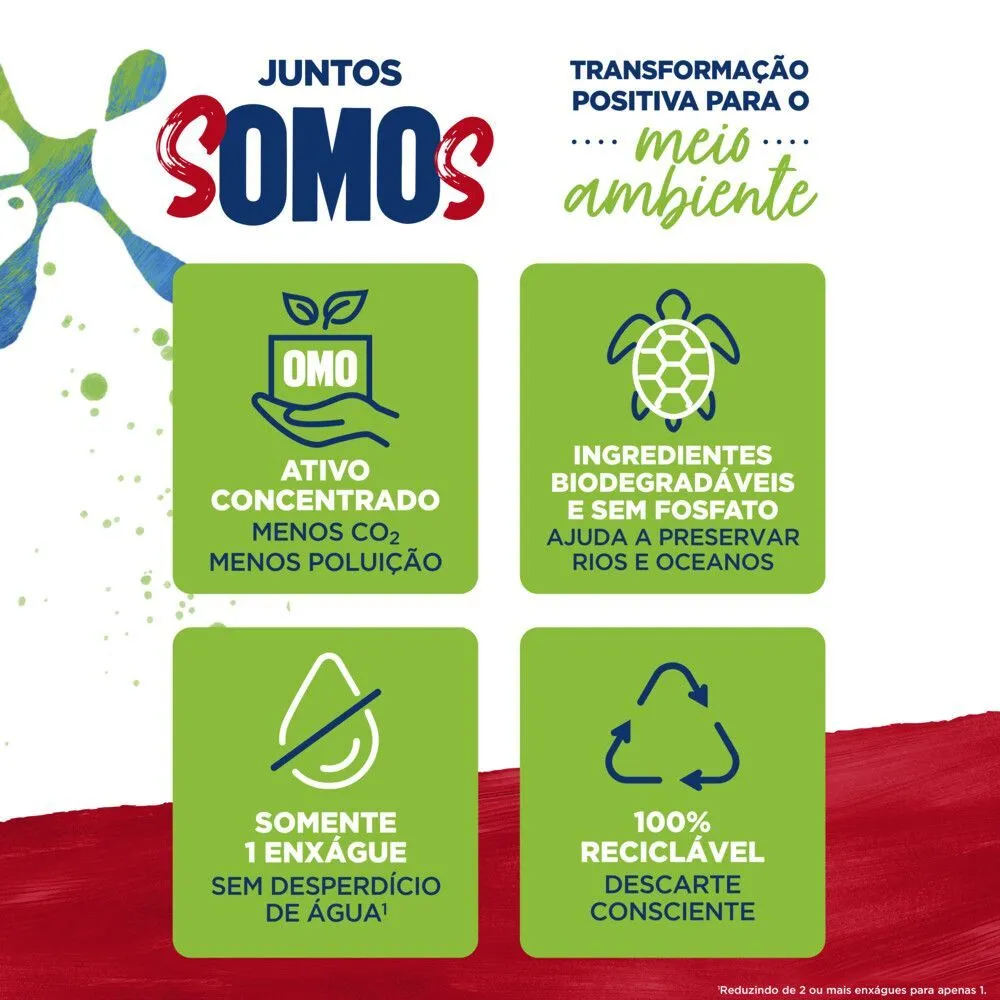 JUNTOS
SOMOS
TRANSFORMAÇÃO
POSITIVA PARA O
.... meio ....
ambiente
OMO
ATIVO
CONCENTRADO
MENOS CO₂
MENOS POLUIÇÃO
INGREDIENTES
BIODEGRADÁVEIS
E SEM FOSFATO
AJUDA A PRESERVAR
RIOS E OCEANOS
SOMENTE
1 ENXÁGUE
SEM DESPERDÍCIO
DE ÁGUA¹
100%
RECICLÁVEL
DESCARTE
CONSCIENTE
¹Reduzindo de 2 ou mais enxágues para apenas 1.